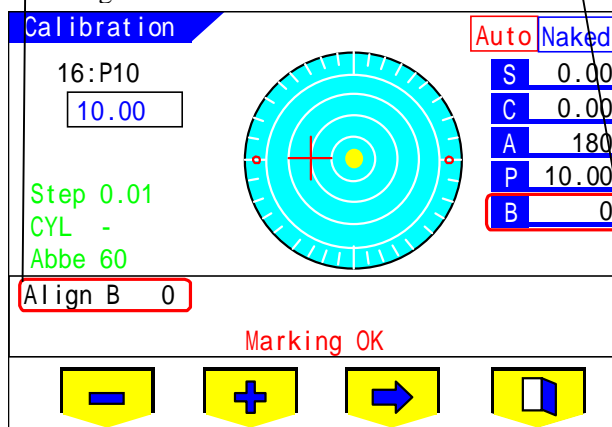 Calibration
Auto Naked
16:P10
10.00
S 0.00
C 0.00
A 180
P 10.00
B 0
Step 0.01
CYL -
Abbe 60
Align B 0
Marking OK